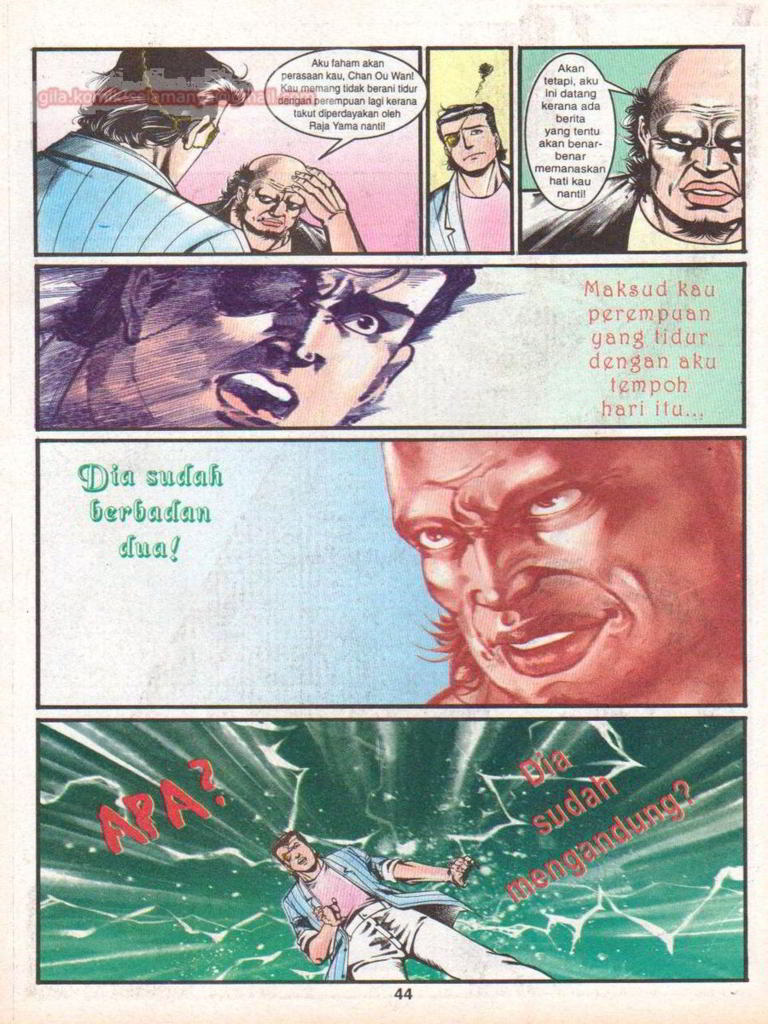 Aku faham akan
perasaan kau, Chan Ou Wan!
Kau memang tidak berani tidur
dengan perempuan lagi kerana
takut diperdayakan oleh
Raja Yama nanti!
Akan
tetapi, aku
ini datang
kerana ada
berita
yang tentu
akan benar-
benar
memanaskan
hati kau
nanti!
Maksud kau
perempuan
yang tidur
dengan aku
tempoh
hari itu...
Dia sudah
berbadan
dua!
APA?
Dia
sudah
mengandung?
44